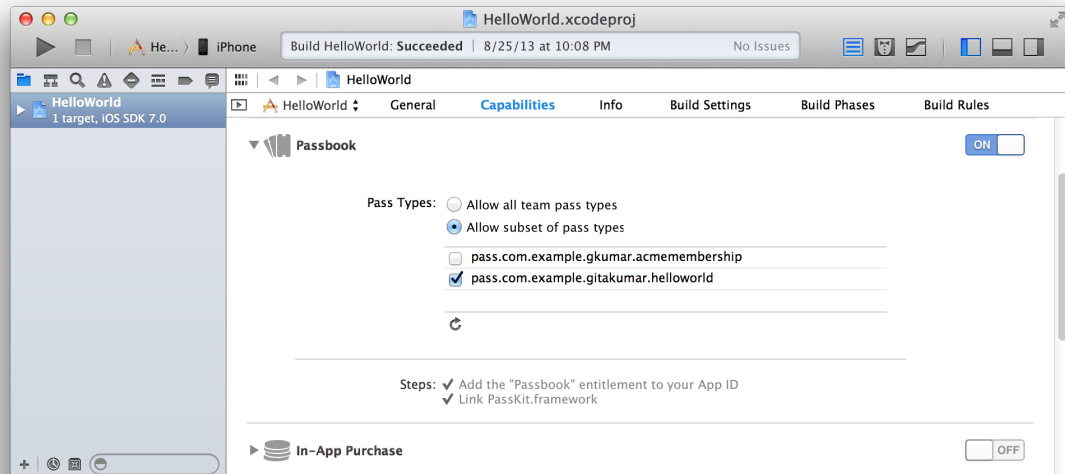 HelloWorld.xcodeproj
He... iPhone
Build HelloWorld: Succeeded | 8/25/13 at 10:08 PM No Issues
HelloWorld
HelloWorld
1 target, iOS SDK 7.0
HelloWorld General Capabilities Info Build Settings Build Phases Build Rules
Passbook ON
Pass Types: Allow all team pass types
Allow subset of pass types
pass.com.example.gkumar.acmemembership
pass.com.example.gitakumar.helloworld
Steps: ✓ Add the "Passbook" entitlement to your App ID
✓ Link PassKit.framework
In-App Purchase OFF